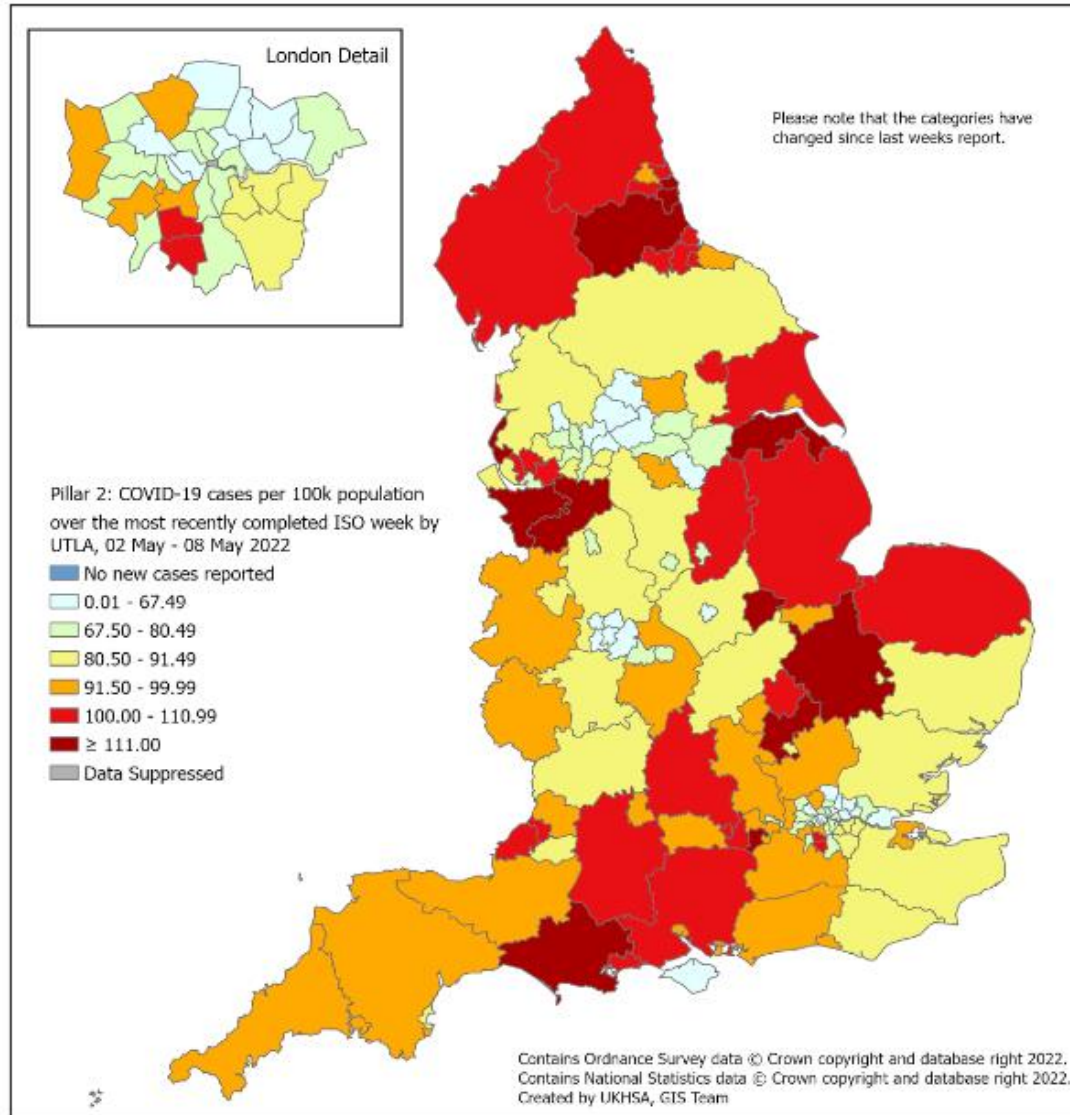 London Detail
Please note that the categories have
changed since last weeks report.
Pillar 2: COVID-19 cases per 100k population
over the most recently completed ISO week by
UTLA, 02 May - 08 May 2022
No new cases reported
0.01 - 67.49
67.50 - 80.49
80.50 - 91.49
91.50 - 99.99
100.00 - 110.99
≥ 111.00
Data Suppressed
Contains Ordnance Survey data © Crown copyright and database right 2022.
Contains National Statistics data © Crown copyright and database right 2022.
Created by UKHSA, GIS Team